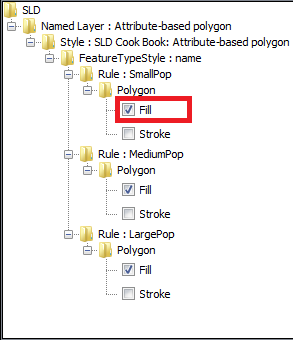 SLD
Named Layer : Attribute-based polygon
Style : SLD Cook Book: Attribute-based polygon
FeatureTypeStyle : name
Rule : SmallPop
Polygon
Fill
Stroke
Rule : MediumPop
Polygon
Fill
Stroke
Rule : LargePop
Polygon
Fill
Stroke